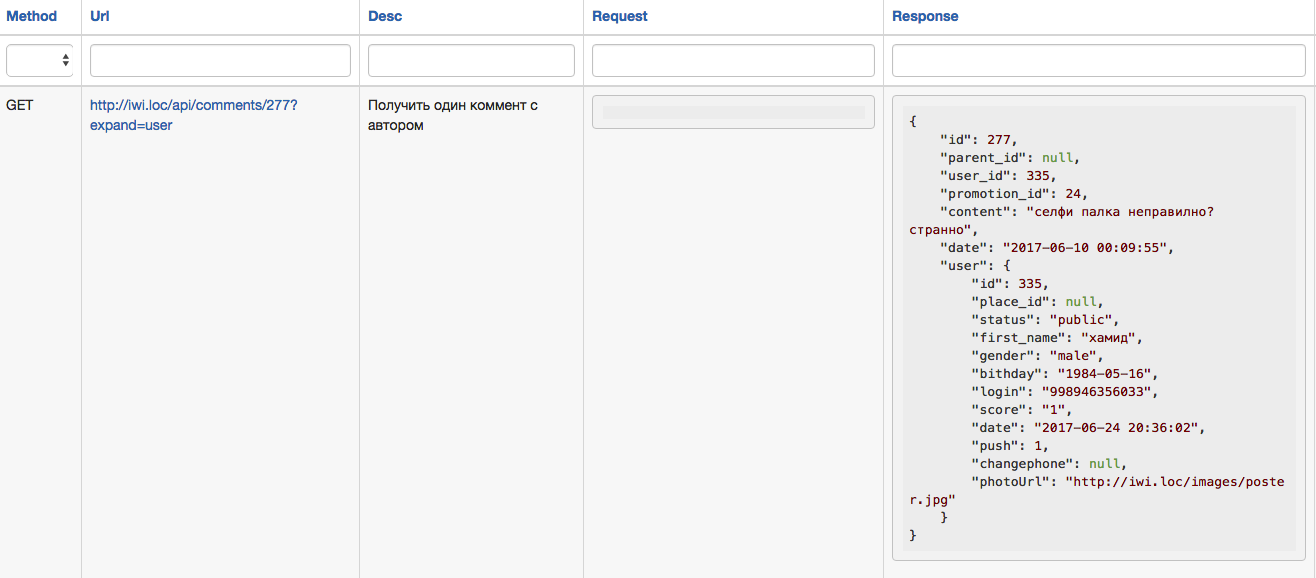 Method Url Desc Request Response
GET
http://iwi.loc/api/comments/277?
expand=user
Получить один коммент с
автором
{
"id": 277,
"parent_id": null,
"user_id": 335,
"promotion_id": 24,
"content": "селфи палка неправилно?
странно",
"date": "2017-06-10 00:09:55",
"user": {
"id": 335,
"place_id": null,
"status": "public",
"first_name": "хамид",
"gender": "male",
"bithday": "1984-05-16",
"login": "998946356033",
"score": "1",
"date": "2017-06-24 20:36:02",
"push": 1,
"changephone": null,
"photoUrl": "http://iwi.loc/images/poste
r.jpg"
}
}